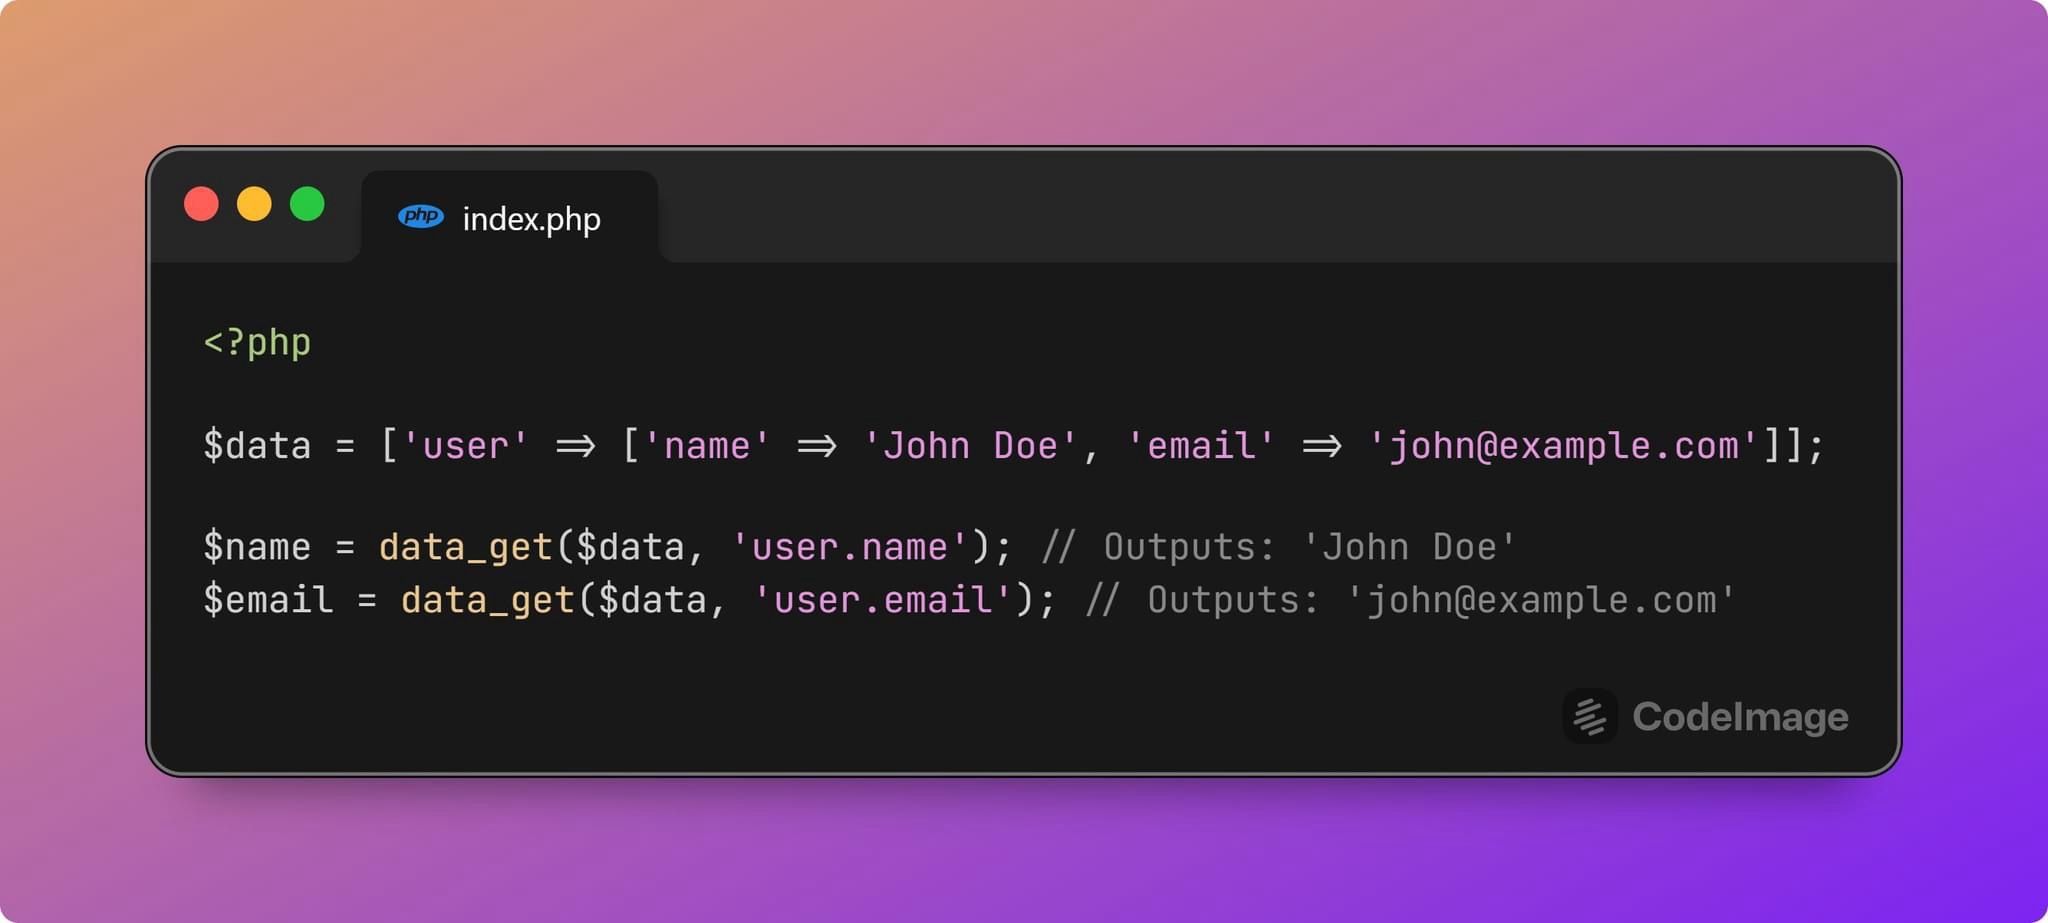 php index.php
<?php
$data = ['user' => ['name' => 'John Doe', 'email' => 'john@example.com']];
$name = data_get($data, 'user.name'); // Outputs: 'John Doe'
$email = data_get($data, 'user.email'); // Outputs: 'john@example.com'
CodeImage